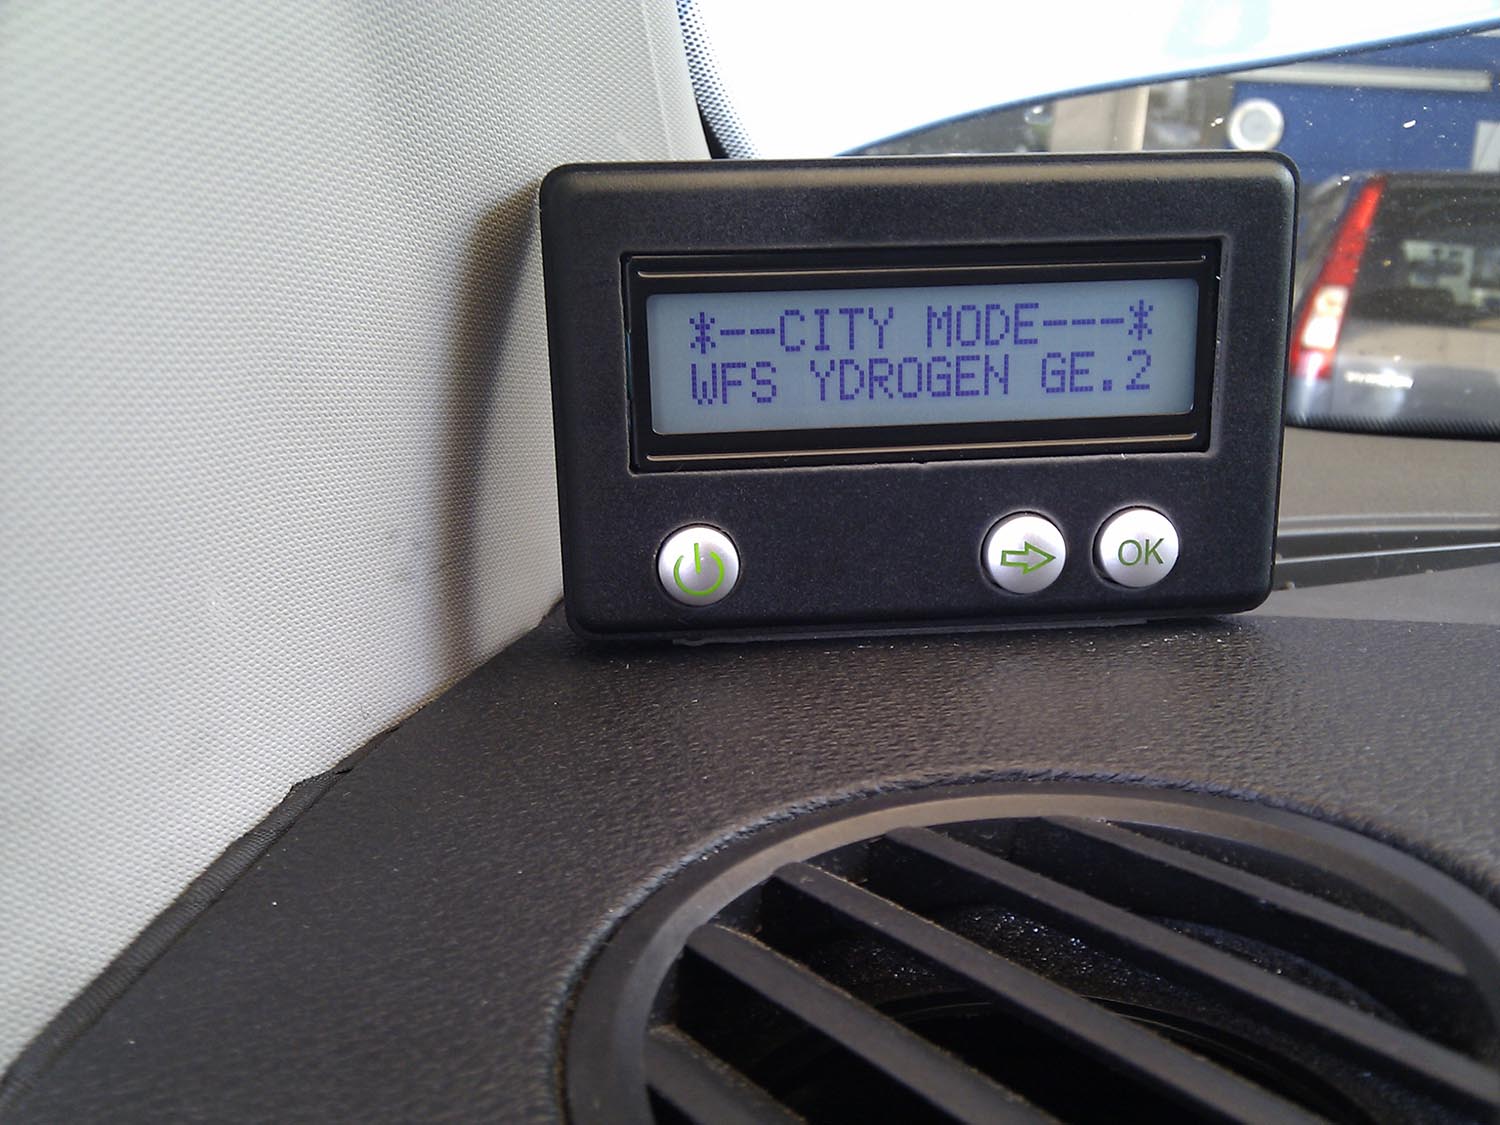 *--CITY MODE---*
WFS YDROGEN GE.2
OK